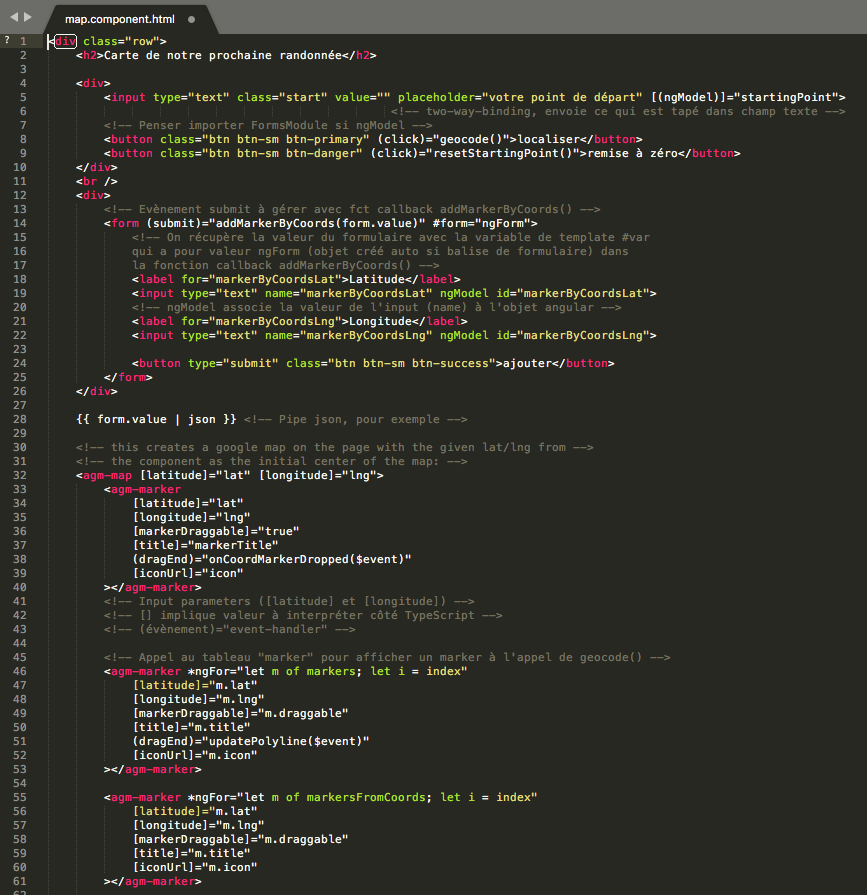 map.component.html
? 1 <div class="row">
2 <h2>Carte de notre prochaine randonnée</h2>
3
4 <div>
5 <input type="text" class="start" value="" placeholder="votre point de départ" [(ngModel)]="startingPoint">
6 <!-- two-way-binding, envoie ce qui est tapé dans champ texte -->
7 <!-- Penser importer FormsModule si ngModel -->
8 <button class="btn btn-sm btn-primary" (click)="geocode()">localiser</button>
9 <button class="btn btn-sm btn-danger" (click)="resetStartingPoint()">remise à zéro</button>
10 </div>
11 <br />
12 <div>
13 <!-- Evènement submit à gérer avec fct callback addMarkerByCoords() -->
14 <form (submit)="addMarkerByCoords(form.value)" #form="ngForm">
15 <!-- On récupère la valeur du formulaire avec la variable de template #var
16 qui a pour valeur ngForm (objet créé auto si balise de formulaire) dans
17 la fonction callback addMarkerByCoords() -->
18 <label for="markerByCoordsLat">Latitude</label>
19 <input type="text" name="markerByCoordsLat" ngModel id="markerByCoordsLat">
20 <!-- ngModel associe la valeur de l'input (name) à l'objet angular -->
21 <label for="markerByCoordsLng">Longitude</label>
22 <input type="text" name="markerByCoordsLng" ngModel id="markerByCoordsLng">
23
24 <button type="submit" class="btn btn-sm btn-success">ajouter</button>
25 </form>
26 </div>
27
28 {{ form.value | json }} <!-- Pipe json, pour exemple -->
29
30 <!-- this creates a google map on the page with the given lat/lng from -->
31 <!-- the component as the initial center of the map: -->
32 <agm-map [latitude]="lat" [longitude]="lng">
33 <agm-marker
34 [latitude]="lat"
35 [longitude]="lng"
36 [markerDraggable]="true"
37 [title]="markerTitle"
38 (dragEnd)="onCoordMarkerDropped($event)"
39 [iconUrl]="icon"
40 ></agm-marker>
41 <!-- Input parameters ([latitude] et [longitude]) -->
42 <!-- [] implique valeur à interpréter côté TypeScript -->
43 <!-- (évènement)="event-handler" -->
44
45 <!-- Appel au tableau "marker" pour afficher un marker à l'appel de geocode() -->
46 <agm-marker *ngFor="let m of markers; let i = index"
47 [latitude]="m.lat"
48 [longitude]="m.lng"
49 [markerDraggable]="m.draggable"
50 [title]="m.title"
51 (dragEnd)="updatePolyline($event)"
52 [iconUrl]="m.icon"
53 ></agm-marker>
54
55 <agm-marker *ngFor="let m of markersFromCoords; let i = index"
56 [latitude]="m.lat"
57 [longitude]="m.lng"
58 [markerDraggable]="m.draggable"
59 [title]="m.title"
60 [iconUrl]="m.icon"
61 ></agm-marker>
62